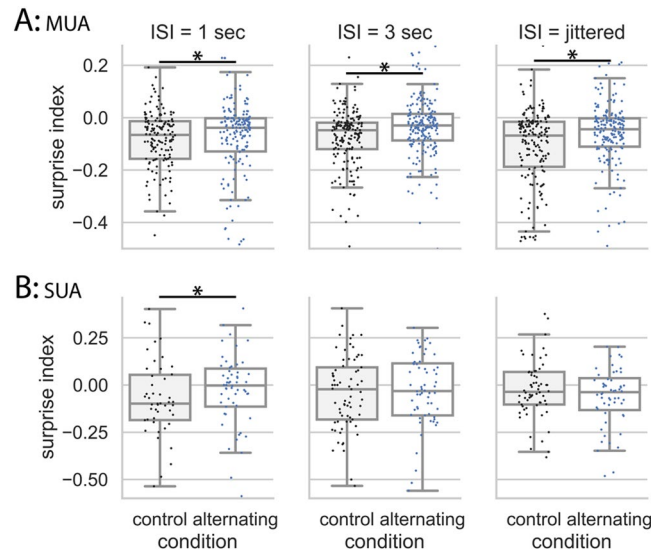 A: MUA
ISI = 1 sec
ISI = 3 sec
ISI = jittered
*
*
*
surprise index
0.2
0.0
−0.2
−0.4
B: SUA
*
surprise index
0.25
0.00
−0.25
−0.50
control alternating
condition
control alternating
condition
control alternating
condition